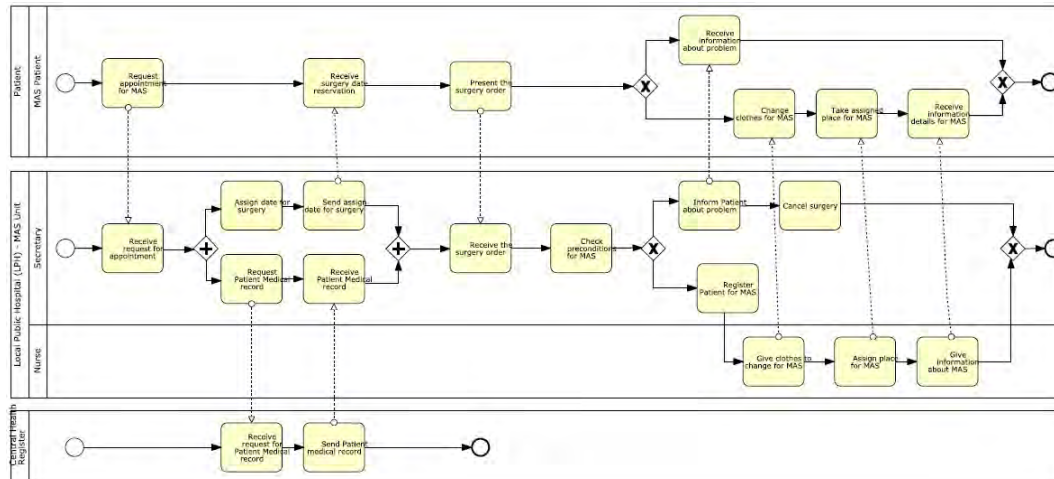 Patient
MAS Patient
Request
appointment
for MAS
Receive
surgery date
reservation
Present the
surgery order
Receive
information
about problem
Change
clothes for MAS
Take assigned
place for MAS
Receive
information
details for MAS
Local Public Hospital (LPH) - MAS Unit
Secretary
Receive
request for
appointment
Assign date for
surgery
Send assign
date for surgery
Request
Patient Medical
record
Receive
Patient Medical
record
Receive the
surgery order
Check
preconditions
for MAS
Inform Patient
about problem
Cancel surgery
Register
Patient for MAS
Nurse
Give clothes to
change for MAS
Assign place
for MAS
Give
information
about MAS
Central Health
Register
Receive
request for
Patient Medical
record
Send Patient
medical record